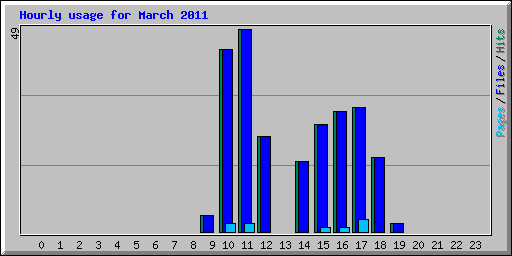 Hourly usage for March 2011
49
Pages/Files/Hits
0 1 2 3 4 5 6 7 8 9 10 11 12 13 14 15 16 17 18 19 20 21 22 23